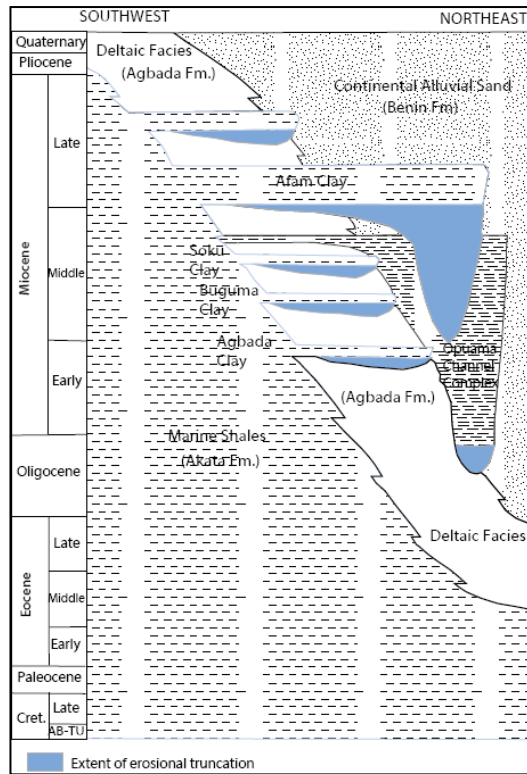 SOUTHWEST
NORTHEAST
Quaternary
Pliocene
Miocene
Late
Middle
Early
Oligocene
Eocene
Late
Middle
Early
Paleocene
Cret.
Late
AB-TU
Deltaic Facies
(Agbada Fm.)
Continental Alluvial Sand
(Benin Fm)
Afam Clay
Soku
Clay
Buguma
Clay
Agbada
Clay
Opuama
Channel
Complex
(Agbada Fm.)
Marine Shales
(Akata Fm.)
Deltaic Facies
Extent of erosional truncation